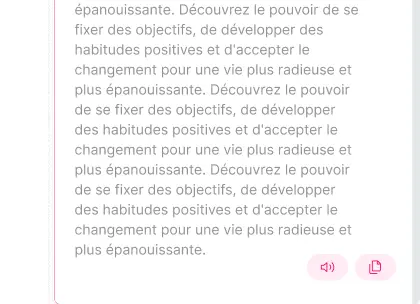 épanouissante. Découvrez le pouvoir de se
fixer des objectifs, de développer des
habitudes positives et d'accepter le
changement pour une vie plus radieuse et
plus épanouissante. Découvrez le pouvoir
de se fixer des objectifs, de développer
des habitudes positives et d'accepter le
changement pour une vie plus radieuse et
plus épanouissante. Découvrez le pouvoir
de se fixer des objectifs, de développer
des habitudes positives et d'accepter le
changement pour une vie plus radieuse et
plus épanouissante.